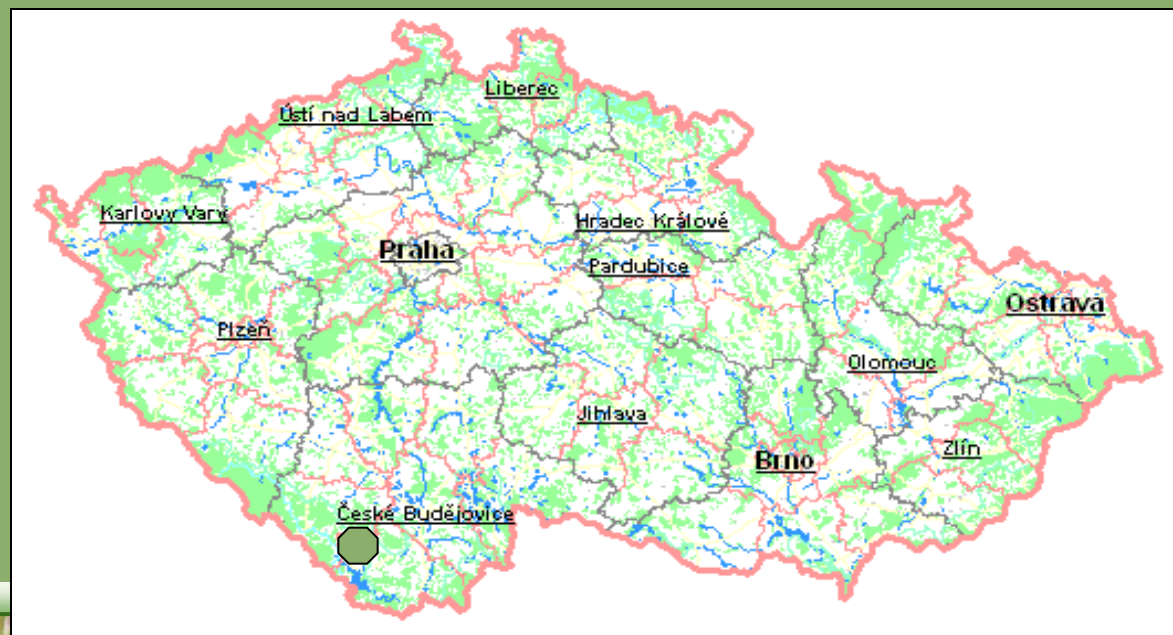 Liberec
Ústí nad Labem
Karlovy Vary
Hradec Králové
Praha
Pardubice
Ostrava
Plzeň
Olomouc
Jihlava
Zlín
Brno
České Budějovice